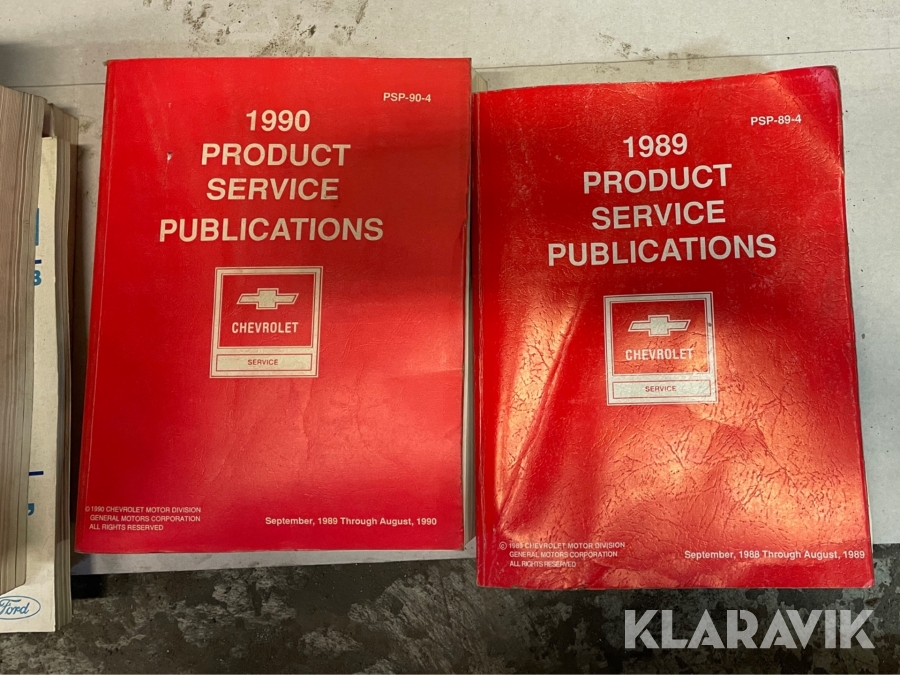 PSP-90-4
1990
PRODUCT
SERVICE
PUBLICATIONS
CHEVROLET
SERVICE
© 1990 CHEVROLET MOTOR DIVISION
GENERAL MOTORS CORPORATION
ALL RIGHTS RESERVED
September, 1989 Through August, 1990
PSP-89-4
1989
PRODUCT
SERVICE
PUBLICATIONS
CHEVROLET
SERVICE
© 1989 CHEVROLET MOTOR DIVISION
GENERAL MOTORS CORPORATION
ALL RIGHTS RESERVED
September, 1988 Through August, 1989
Ford
KLARAVIK